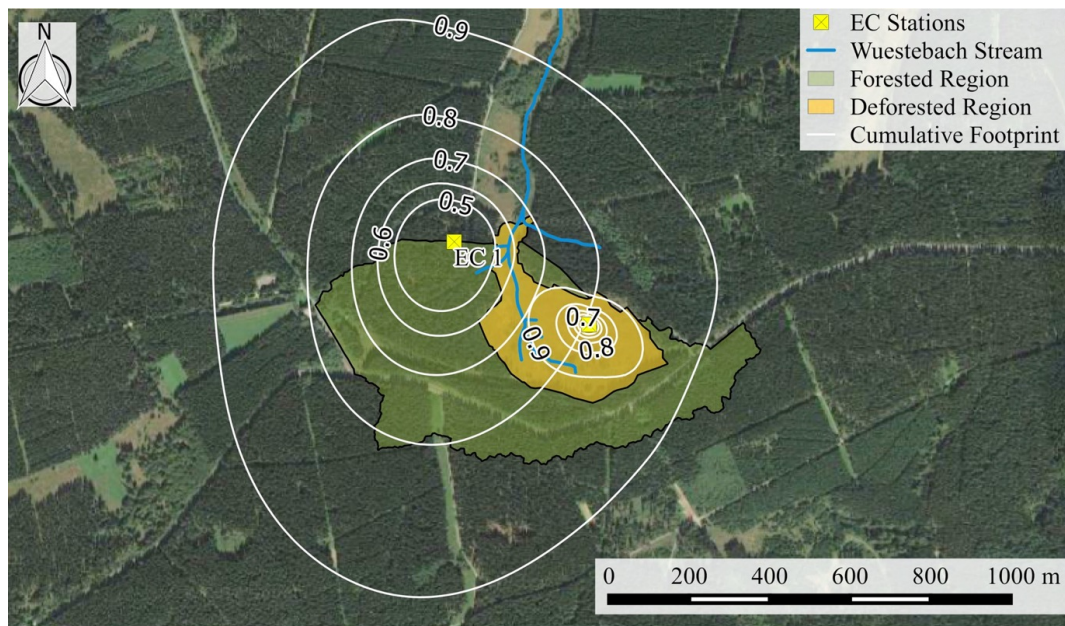 N
EC Stations
Wuestebach Stream
Forested Region
Deforested Region
Cumulative Footprint
0.9
0.8
0.7
0.5
0.6
EC 1
0.7
0.9
0.8
0 200 400 600 800 1000 m